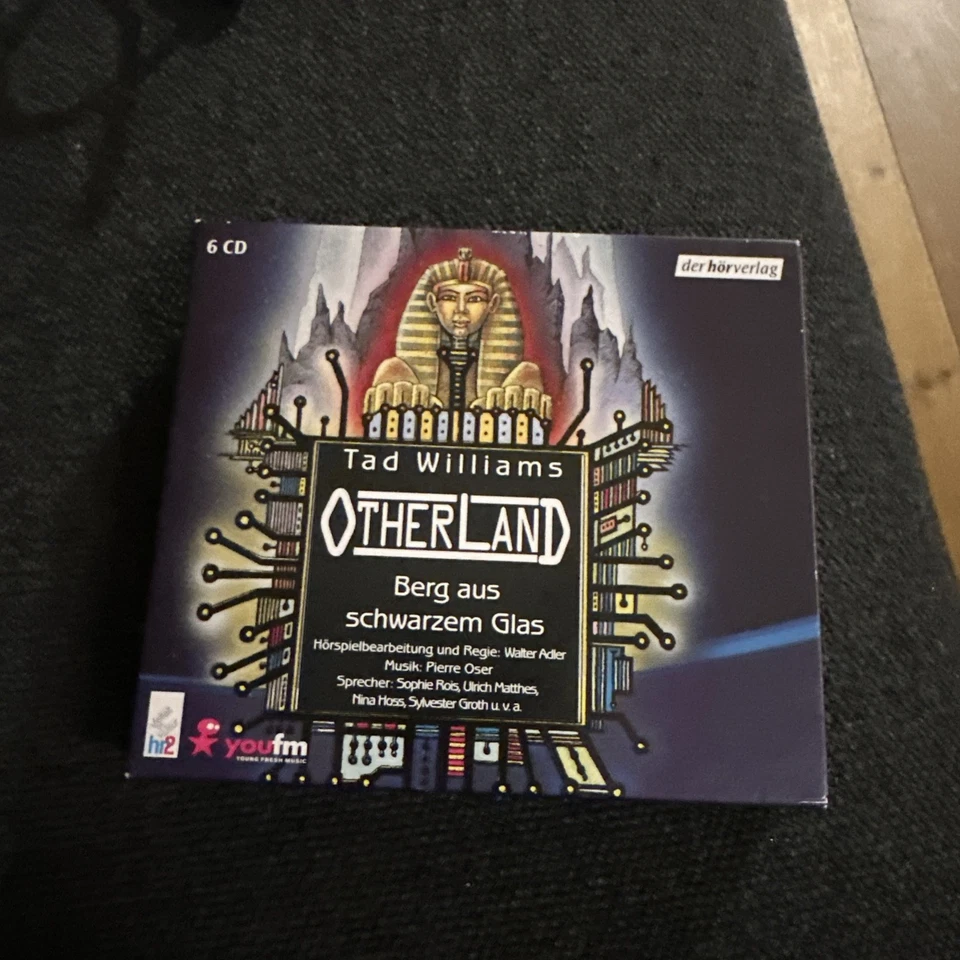 6 CD
der hörverlag
Tad Williams
OTHERLAND
Berg aus
schwarzem Glas
Hörspielbearbeitung und Regie: Walter Adler
Musik: Pierre Oser
Sprecher: Sophie Rois, Ulrich Matthes,
Nina Hoss, Sylvester Groth u. v. a.
hr2
youfm
YOUNG FRESH MUSIC